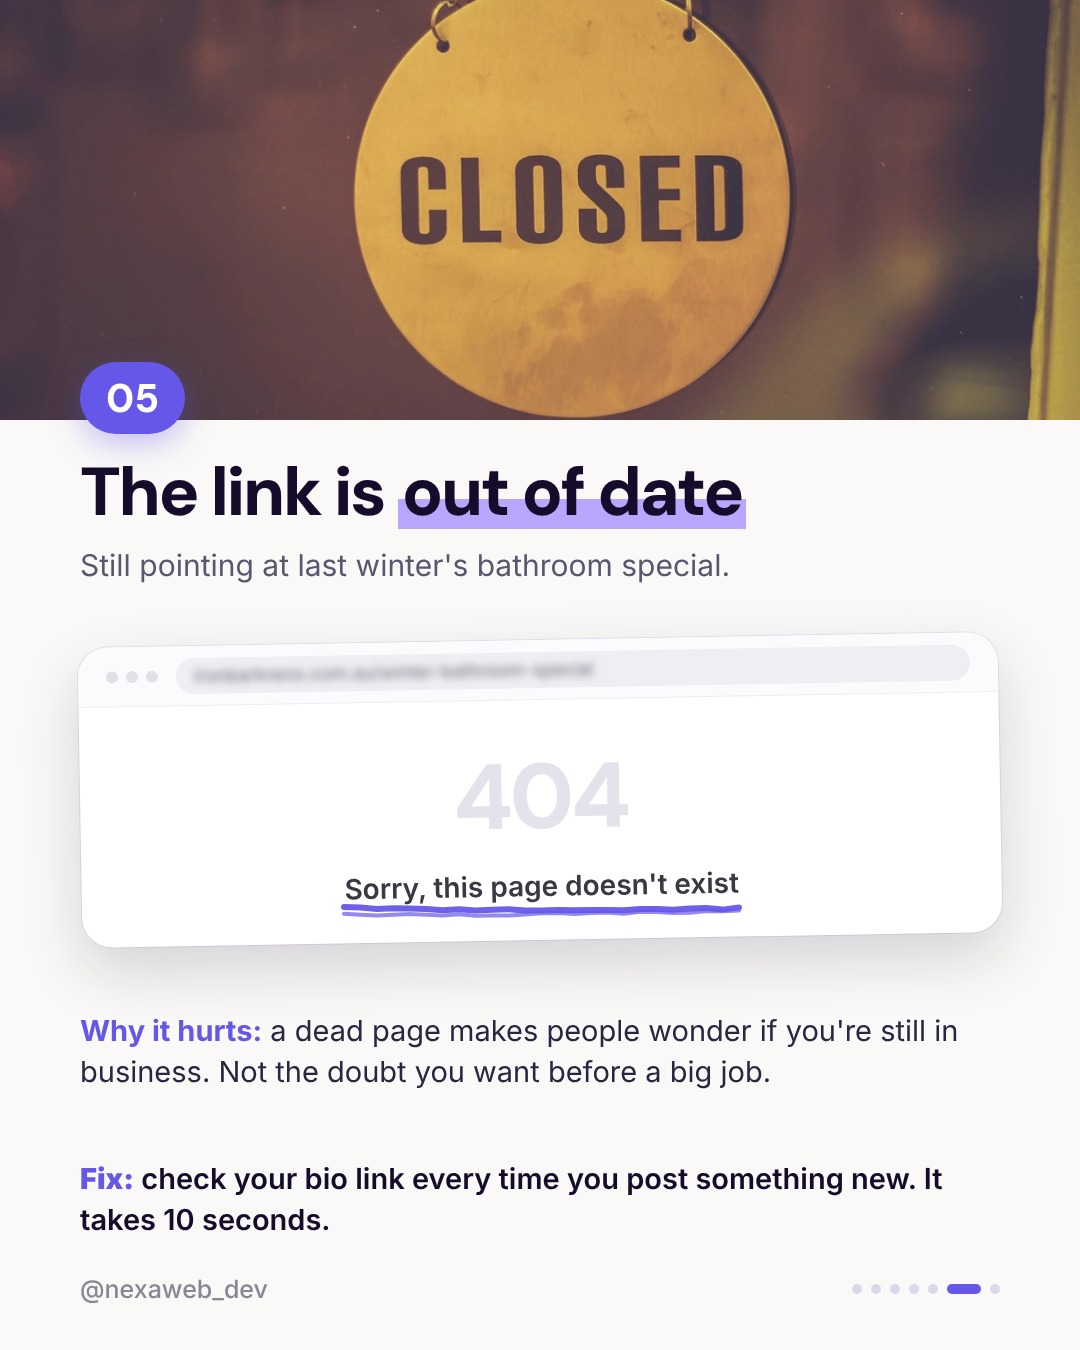 CLOSED
05
The link is out of date
Still pointing at last winter's bathroom special.
404
Sorry, this page doesn't exist
Why it hurts: a dead page makes people wonder if you're still in
business. Not the doubt you want before a big job.
Fix: check your bio link every time you post something new. It
takes 10 seconds.
@nexaweb_dev